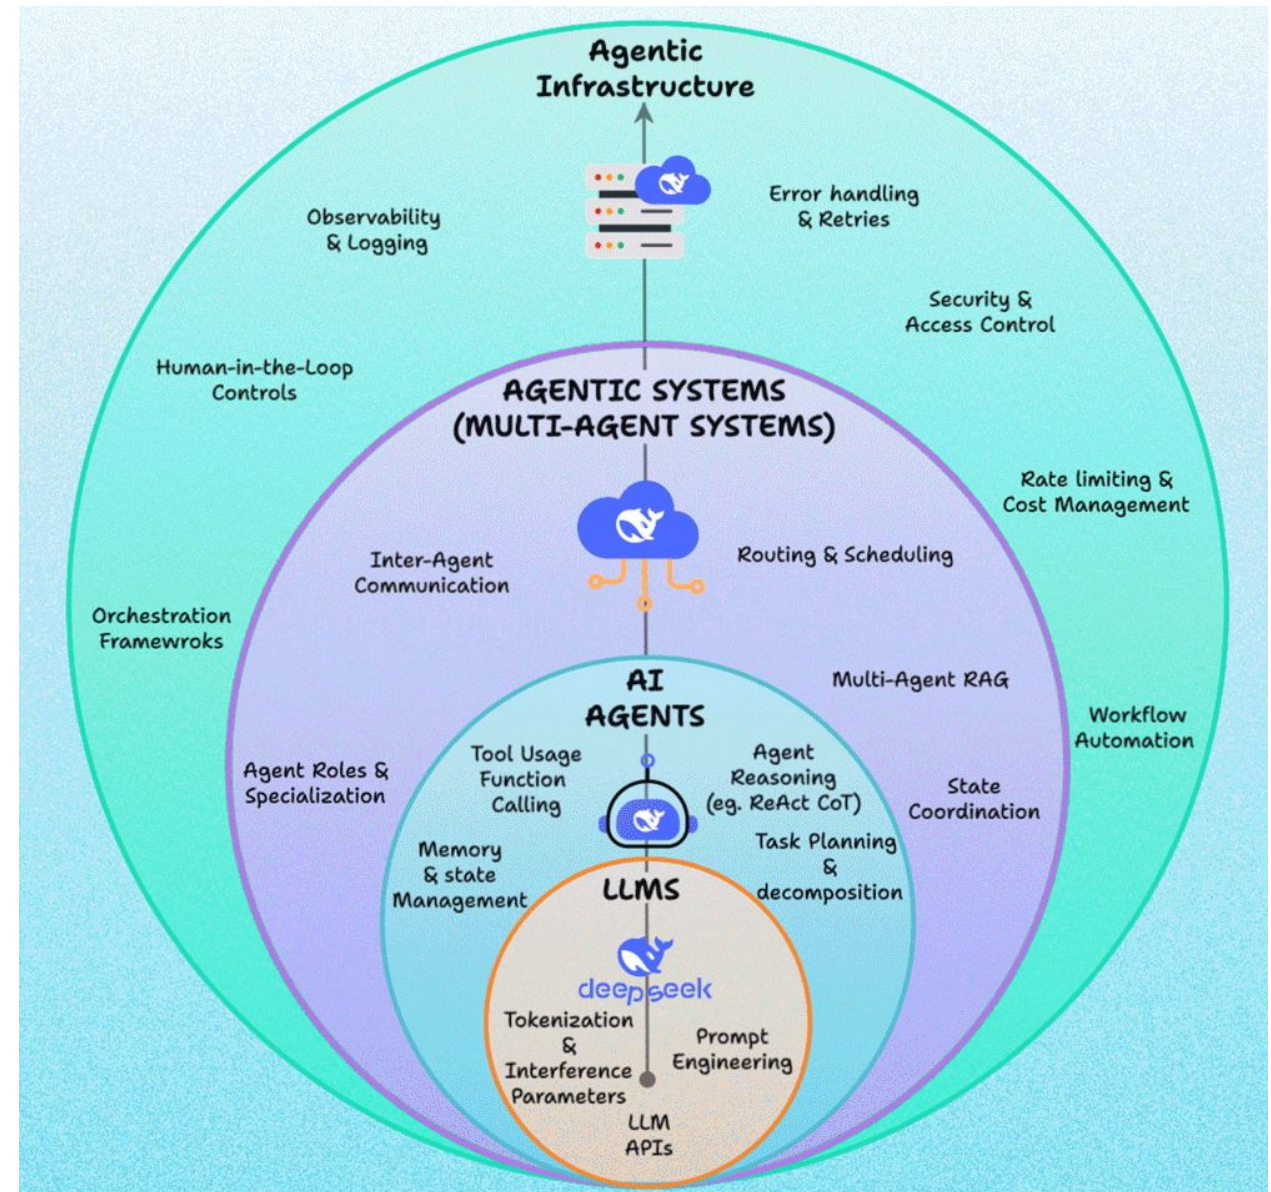 Agentic
Infrastructure
Observability
& Logging
Error handling
& Retries
Security &
Access Control
Human-in-the-Loop
Controls
AGENTIC SYSTEMS
(MULTI-AGENT SYSTEMS)
Rate limiting &
Cost Management
Inter-Agent
Communication
Routing & Scheduling
Orchestration
Framewroks
AI
AGENTS
Multi-Agent RAG
Workflow
Automation
Agent Roles &
Specialization
Tool Usage
Function
Calling
Agent
Reasoning
(eg. ReAct CoT)
State
Coordination
Memory
& state
Management
Task Planning
&
decomposition
LLMS
deepseek
Tokenization
&
Interference
Parameters
Prompt
Engineering
LLM
APIs